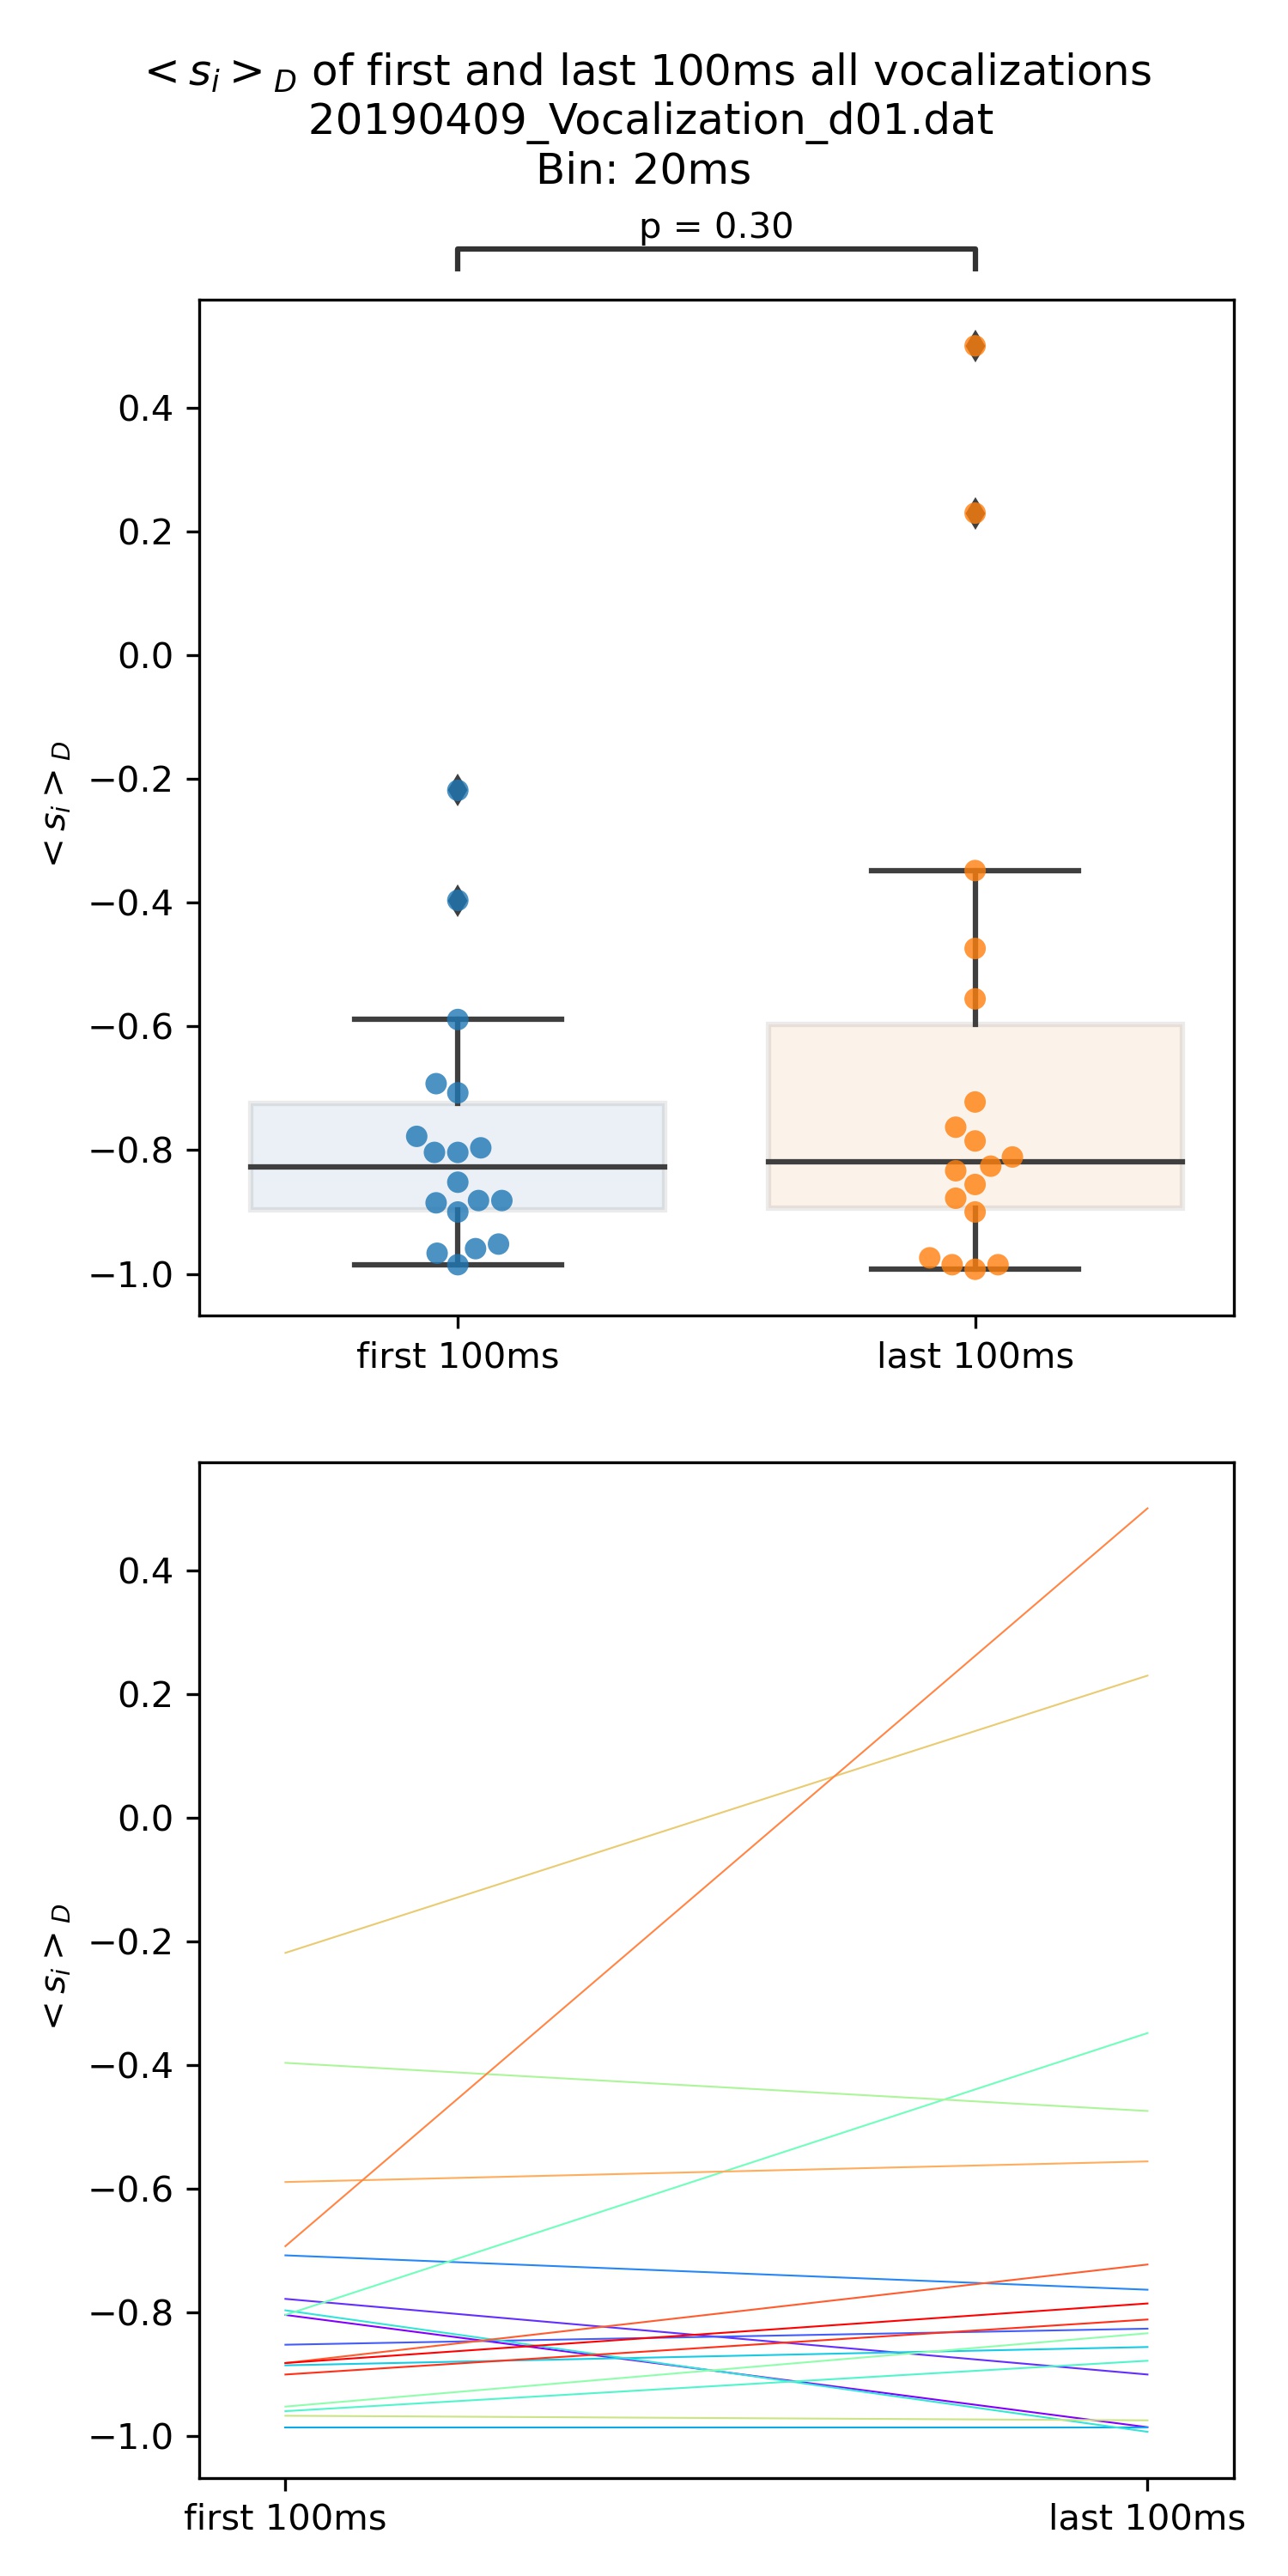 < s_i >_D of first and last 100ms all vocalizations
20190409_Vocalization_d01.dat
Bin: 20ms
p = 0.30
0.4
0.2
0.0
−0.2
−0.4
−0.6
−0.8
−1.0
< s_i >_D
first 100ms
last 100ms
0.4
0.2
0.0
−0.2
−0.4
−0.6
−0.8
−1.0
< s_i >_D
first 100ms
last 100ms